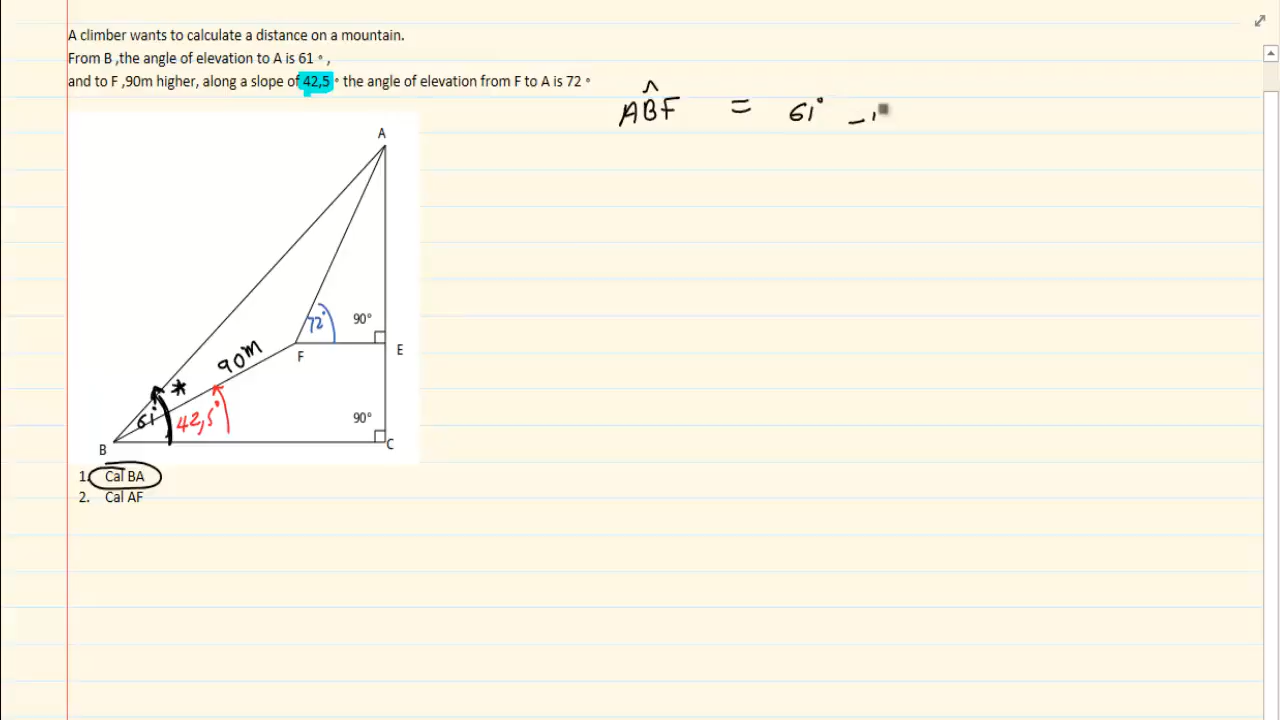 A climber wants to calculate a distance on a mountain.
From B ,the angle of elevation to A is 61 ° ,
and to F ,90m higher, along a slope of 42,5 ° the angle of elevation from F to A is 72 °
AB̂F = 61° -
A
72°
90°
E
F
90m
*
61°
42,5°
90°
B
C
1. Cal BA
2. Cal AF